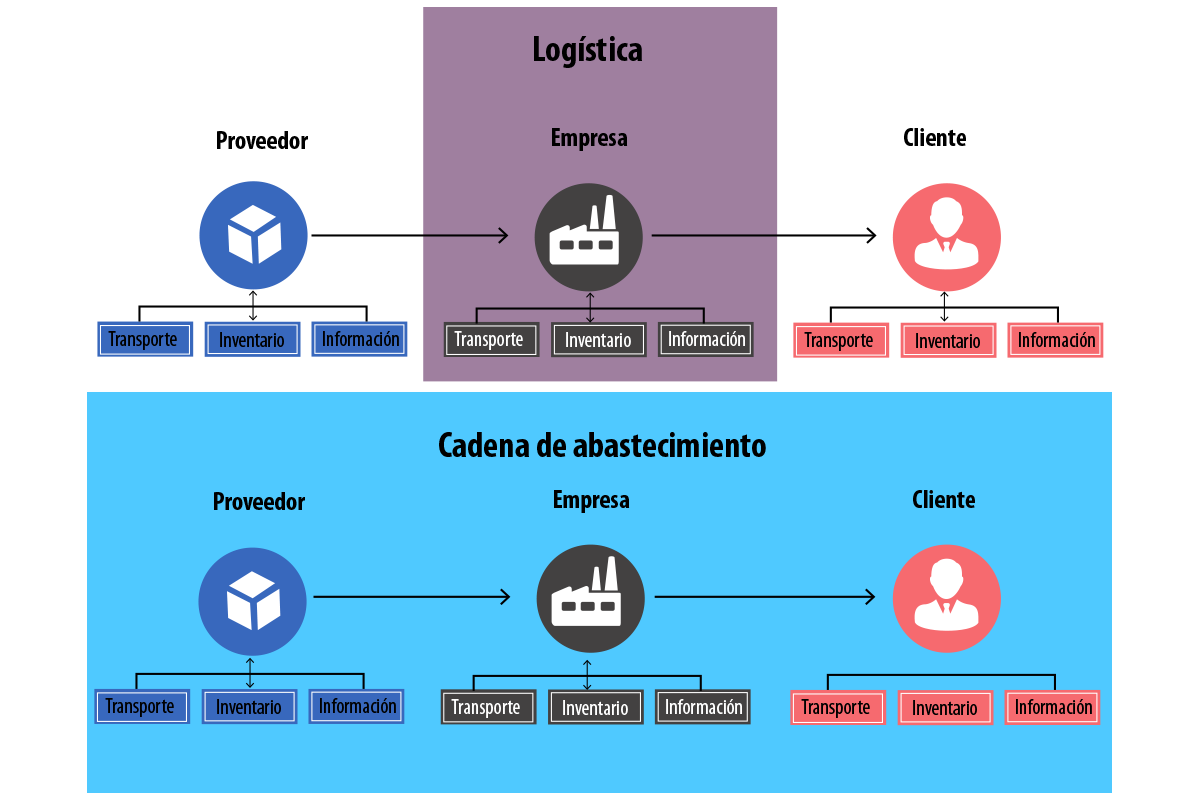 Logística
Proveedor
Empresa
Cliente
Transporte
Inventario
Información
Transporte
Inventario
Información
Transporte
Inventario
Información
Cadena de abastecimiento
Proveedor
Empresa
Cliente
Transporte
Inventario
Información
Transporte
Inventario
Información
Transporte
Inventario
Información